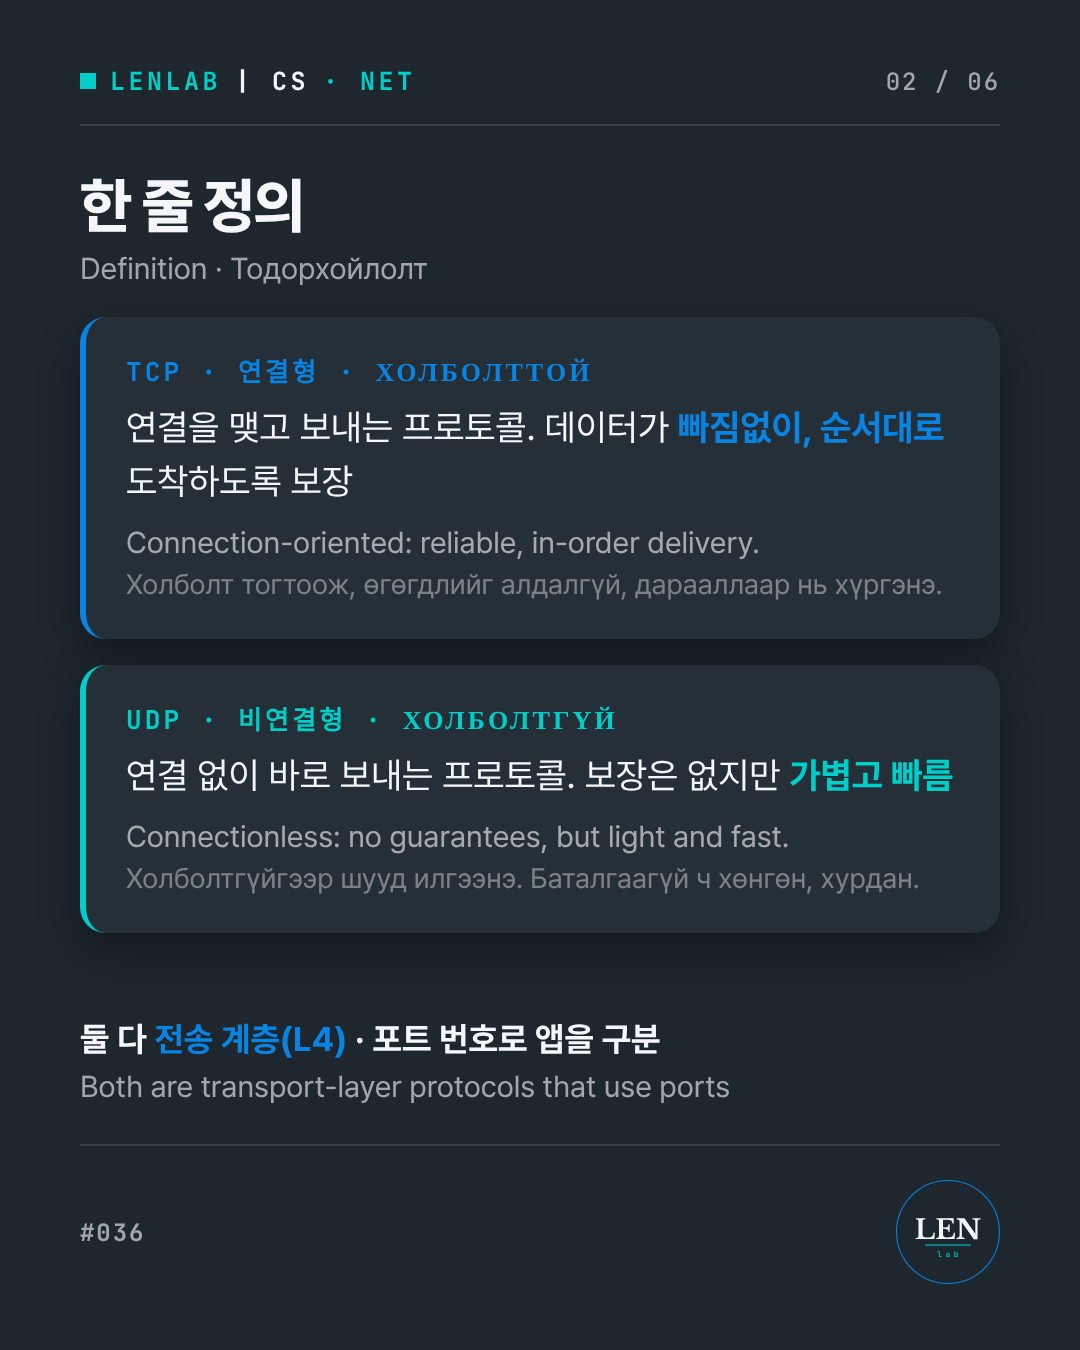 LENLAB | CS · NET
02 / 06
한 줄 정의
Definition · Тодорхойлолт
TCP · 연결형 · ХОЛБОЛТТОЙ
연결을 맺고 보내는 프로토콜. 데이터가 빠짐없이, 순서대로
도착하도록 보장
Connection-oriented: reliable, in-order delivery.
Холболт тогтоож, өгөгдлийг алдалгүй, дарааллаар нь хүргэнэ.
UDP · 비연결형 · ХОЛБОЛТГҮЙ
연결 없이 바로 보내는 프로토콜. 보장은 없지만 가볍고 빠름
Connectionless: no guarantees, but light and fast.
Холболтгүйгээр шууд илгээнэ. Баталгаагүй ч хөнгөн, хурдан.
둘 다 전송 계층(L4) · 포트 번호로 앱을 구분
Both are transport-layer protocols that use ports
#036
LEN
lab